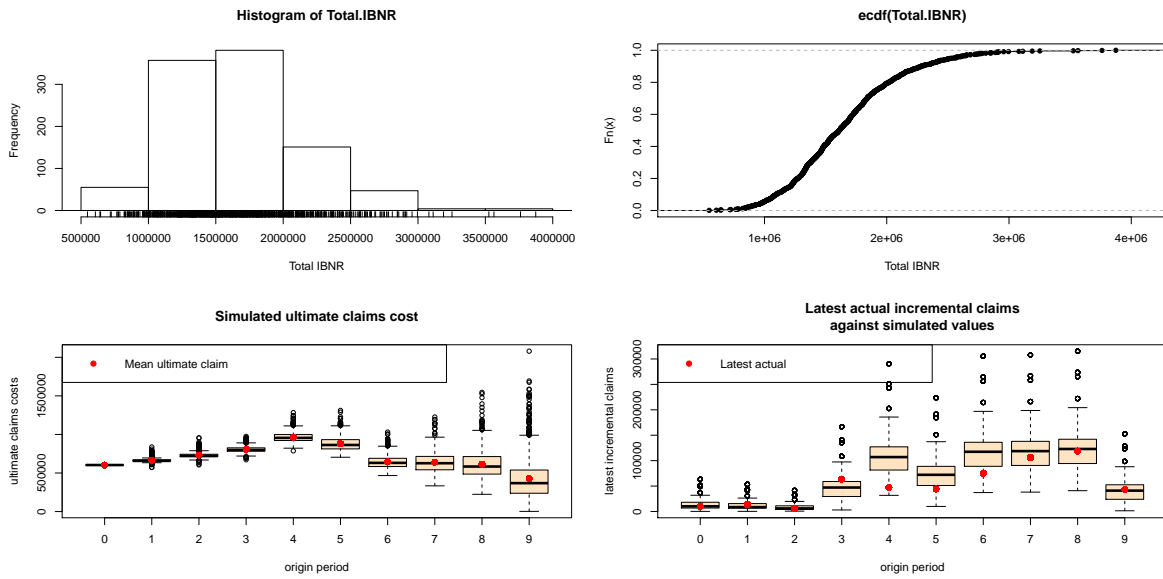 Histogram of Total.IBNR
Frequency
0 100 200 300
500000 1000000 1500000 2000000 2500000 3000000 3500000 4000000
Total IBNR
ecdf(Total.IBNR)
Fn(x)
0.0 0.2 0.4 0.6 0.8 1.0
1e+06 2e+06 3e+06 4e+06
Total IBNR
Simulated ultimate claims cost
Mean ultimate claim
ultimate claims costs
0 500000 1500000
0 1 2 3 4 5 6 7 8 9
origin period
Latest actual incremental claims
against simulated values
Latest actual
latest incremental claims
0 50000 100000 200000 300000
0 1 2 3 4 5 6 7 8 9
origin period